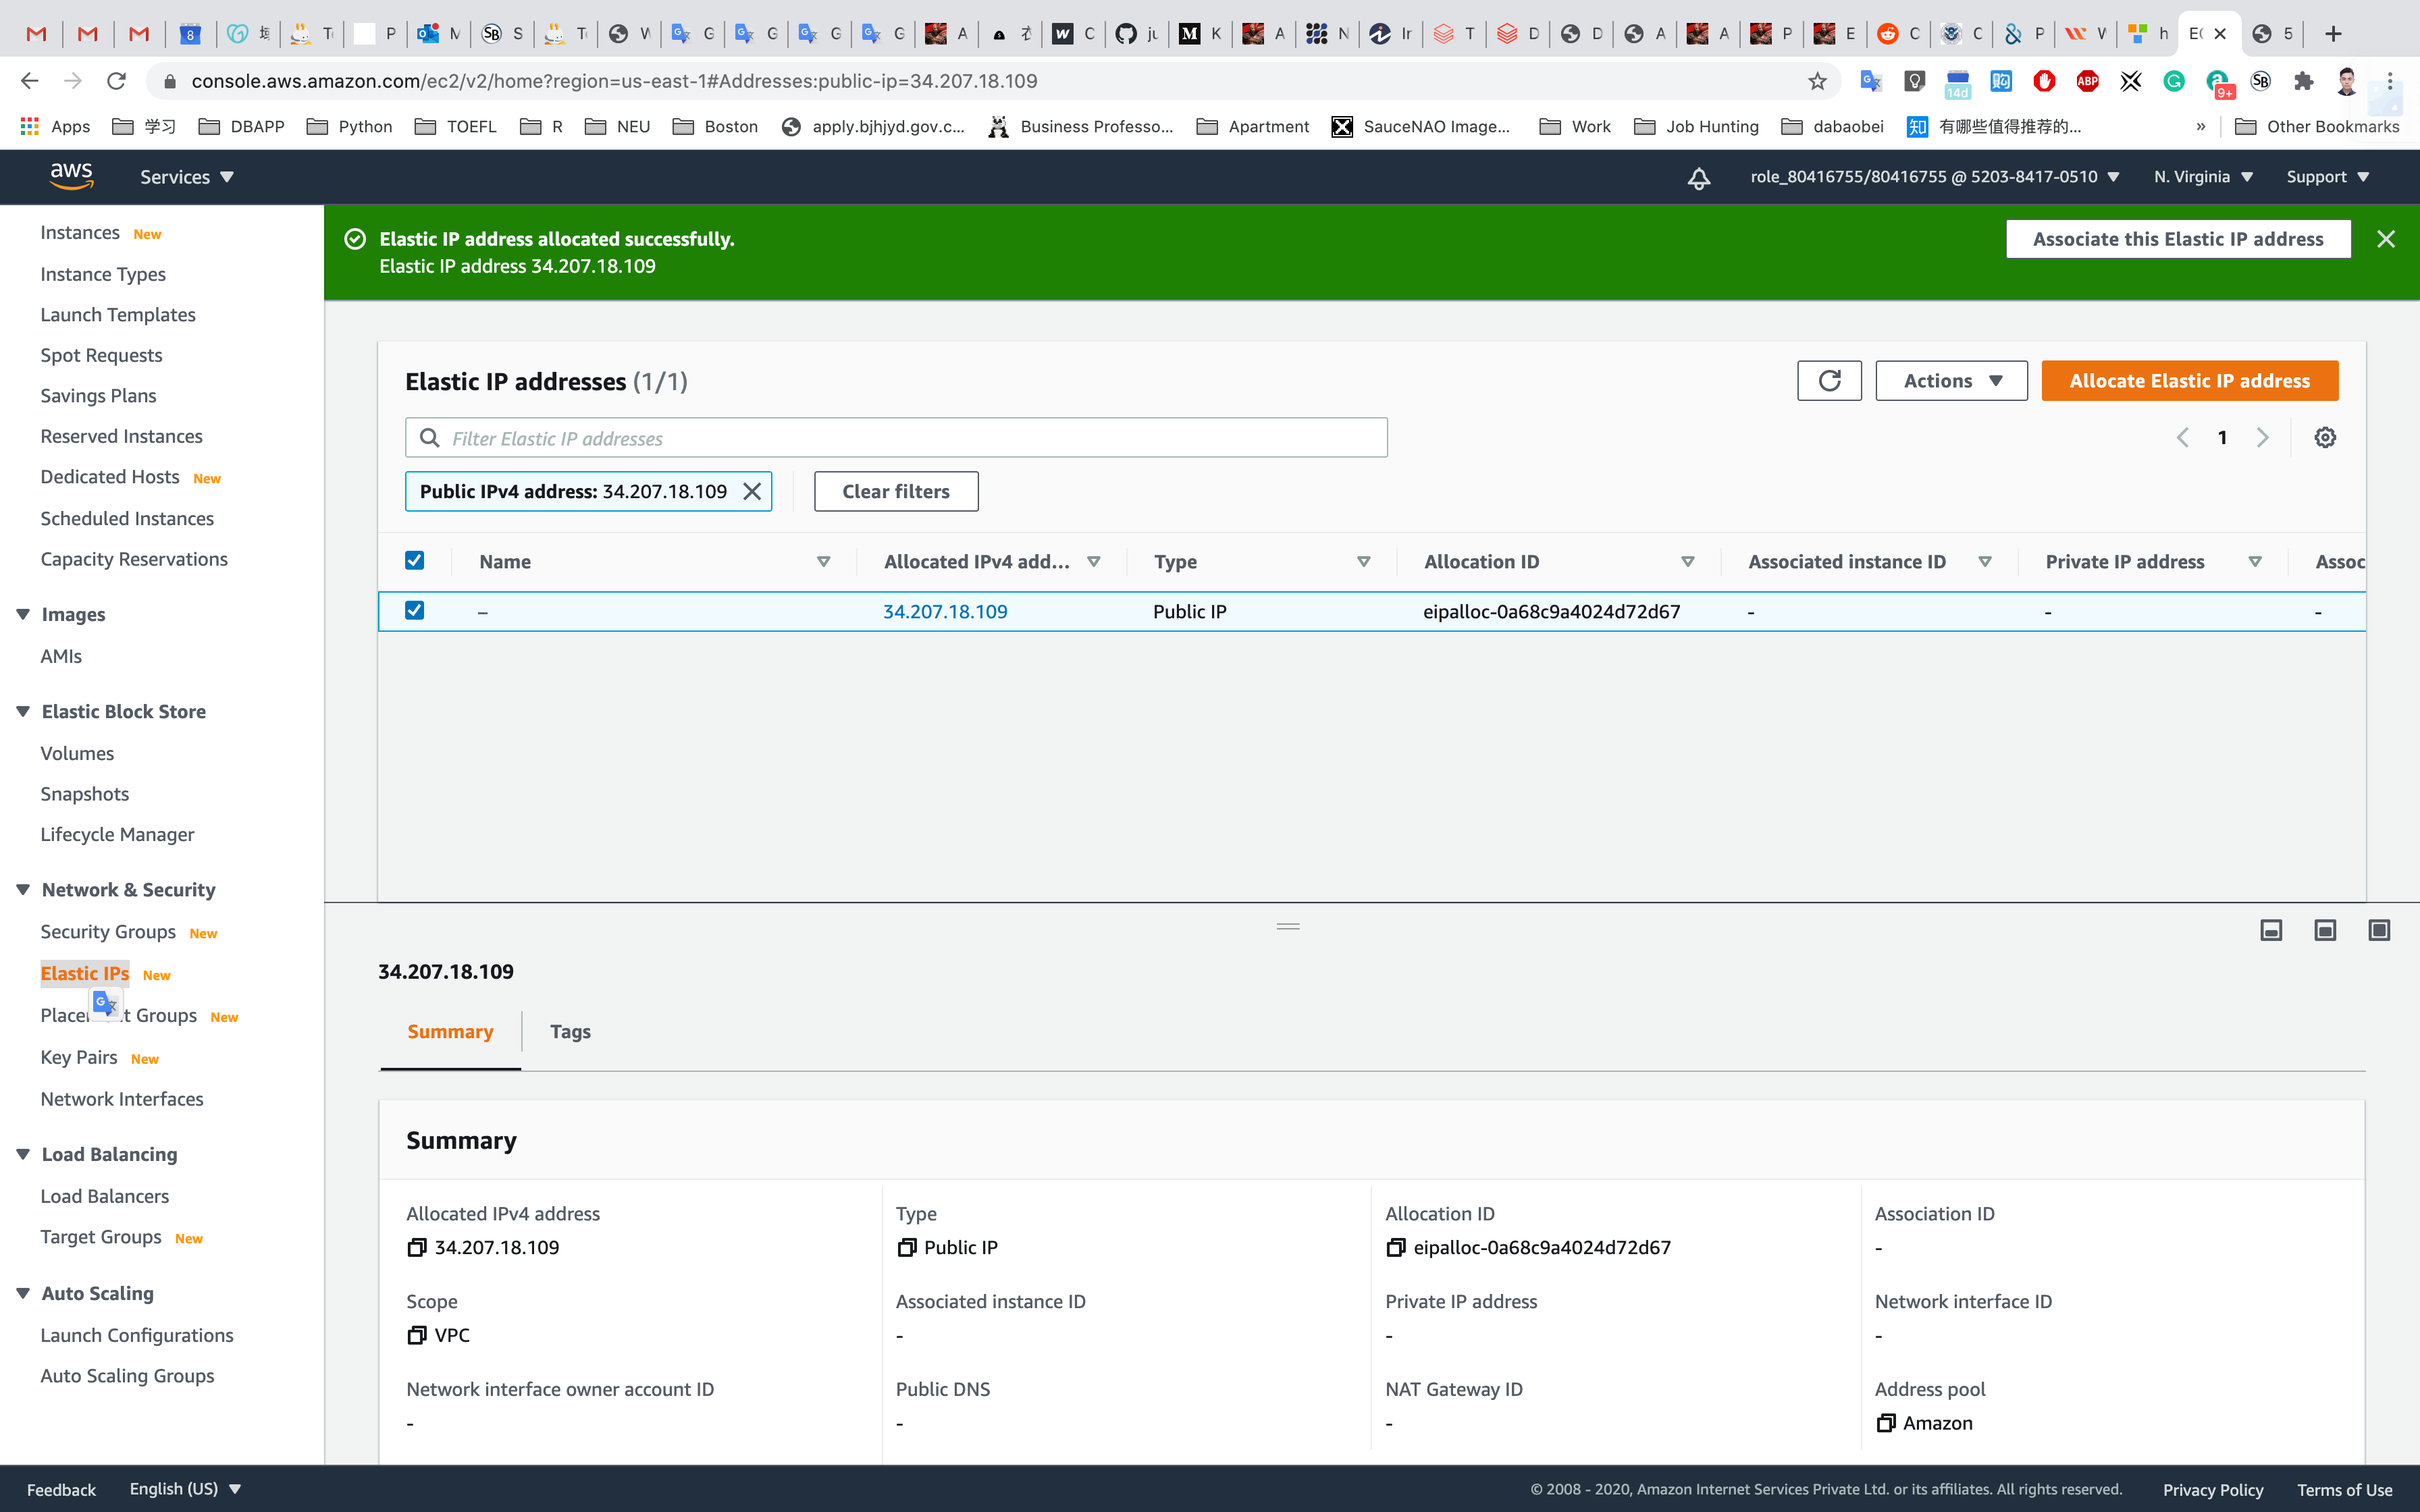 8 T P M S T W G G G G A C ju K A N In T D D A A P E C C P W h EC 5
console.aws.amazon.com/ec2/v2/home?region=us-east-1#Addresses:public-ip=34.207.18.109
14d ABP 9+ SB
Apps 学习 DBAPP Python TOEFL R NEU Boston apply.bjhjyd.gov.c... Business Professo... Apartment SauceNAO Image... Work Job Hunting dabaobei 知 有哪些值得推荐的... » Other Bookmarks
aws Services role_80416755/80416755 @ 5203-8417-0510 N. Virginia Support
Instances New
Instance Types
Launch Templates
Spot Requests
Savings Plans
Reserved Instances
Dedicated Hosts New
Scheduled Instances
Capacity Reservations
Images
AMIs
Elastic Block Store
Volumes
Snapshots
Lifecycle Manager
Network & Security
Security Groups New
Elastic IPs New
Groups New
Key Pairs New
Network Interfaces
Load Balancing
Load Balancers
Target Groups New
Auto Scaling
Launch Configurations
Auto Scaling Groups
Elastic IP address allocated successfully.
Elastic IP address 34.207.18.109
Associate this Elastic IP address
Elastic IP addresses (1/1)
Actions Allocate Elastic IP address
Filter Elastic IP addresses
1
Public IPv4 address: 34.207.18.109 Clear filters
Name Allocated IPv4 add... Type Allocation ID Associated instance ID Private IP address Assoc
– 34.207.18.109 Public IP eipalloc-0a68c9a4024d72d67 - - -
34.207.18.109
Summary Tags
Summary
Allocated IPv4 address Type Allocation ID Association ID
34.207.18.109 Public IP eipalloc-0a68c9a4024d72d67 -
Scope Associated instance ID Private IP address Network interface ID
VPC - - -
Network interface owner account ID Public DNS NAT Gateway ID Address pool
- - - Amazon
Feedback English (US) © 2008 - 2020, Amazon Internet Services Private Ltd. or its affiliates. All rights reserved. Privacy Policy Terms of Use